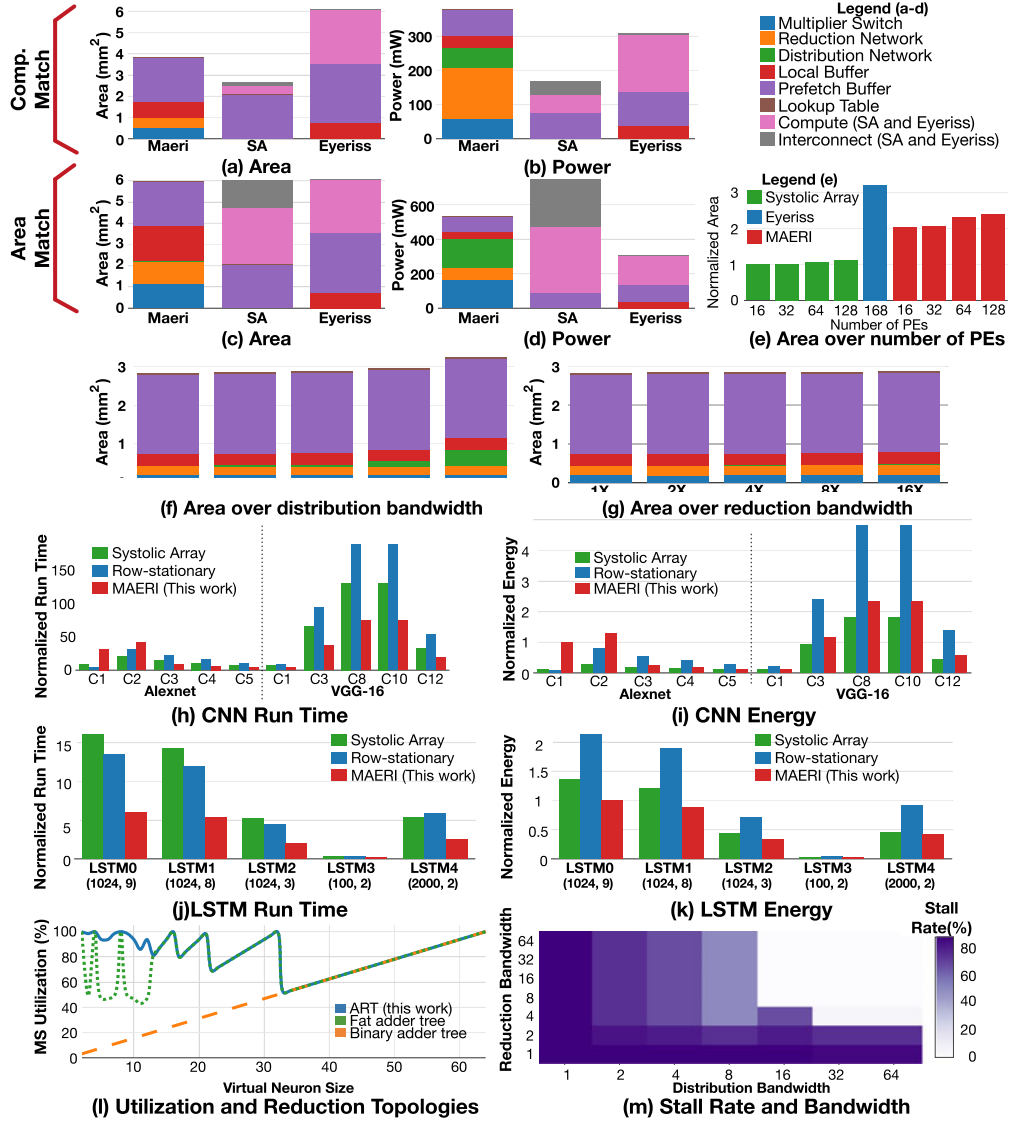 Comp.
Match
Area (mm²)
6
5
4
3
2
1
0
Maeri
SA
Eyeriss
(a) Area
Power (mW)
300
200
100
0
Maeri
SA
Eyeriss
(b) Power
Legend (a-d)
Multiplier Switch
Reduction Network
Distribution Network
Local Buffer
Prefetch Buffer
Lookup Table
Compute (SA and Eyeriss)
Interconnect (SA and Eyeriss)
Area
Match
Area (mm²)
6
5
4
3
2
1
0
Maeri
SA
Eyeriss
(c) Area
Power (mW)
600
400
200
0
Maeri
SA
Eyeriss
(d) Power
Legend (e)
Systolic Array
Eyeriss
MAERI
Normalized Area
3
2
1
0
16 32 64 128 168 16 32 64 128
Number of PEs
(e) Area over number of PEs
Area (mm²)
3
2
1
(f) Area over distribution bandwidth
Area (mm²)
3
2
1
0
1X 2X 4X 8X 16X
(g) Area over reduction bandwidth
Normalized Run Time
150
100
50
0
Systolic Array
Row-stationary
MAERI (This work)
C1 C2 C3 C4 C5 C1 C3 C8 C10 C12
Alexnet VGG-16
(h) CNN Run Time
Normalized Energy
4
3
2
1
0
Systolic Array
Row-stationary
MAERI (This work)
C1 C2 C3 C4 C5 C1 C3 C8 C10 C12
Alexnet VGG-16
(i) CNN Energy
Normalized Run Time
15
10
5
0
Systolic Array
Row-stationary
MAERI (This work)
LSTM0 LSTM1 LSTM2 LSTM3 LSTM4
(1024, 9) (1024, 8) (1024, 3) (100, 2) (2000, 2)
(j)LSTM Run Time
Normalized Energy
2
1.5
1
0.5
0
Systolic Array
Row-stationary
MAERI (This work)
LSTM0 LSTM1 LSTM2 LSTM3 LSTM4
(1024, 9) (1024, 8) (1024, 3) (100, 2) (2000, 2)
(k) LSTM Energy
MS Utilization (%)
100
80
60
40
20
0
ART (this work)
Fat adder tree
Binary adder tree
10 20 30 40 50 60
Virtual Neuron Size
(l) Utilization and Reduction Topologies
Reduction Bandwidth
64
32
16
8
4
2
1
1 2 4 8 16 32 64
Distribution Bandwidth
Stall
Rate(%)
80
60
40
20
0
(m) Stall Rate and Bandwidth